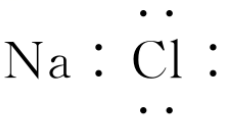 . .
Na : Cl :
. .